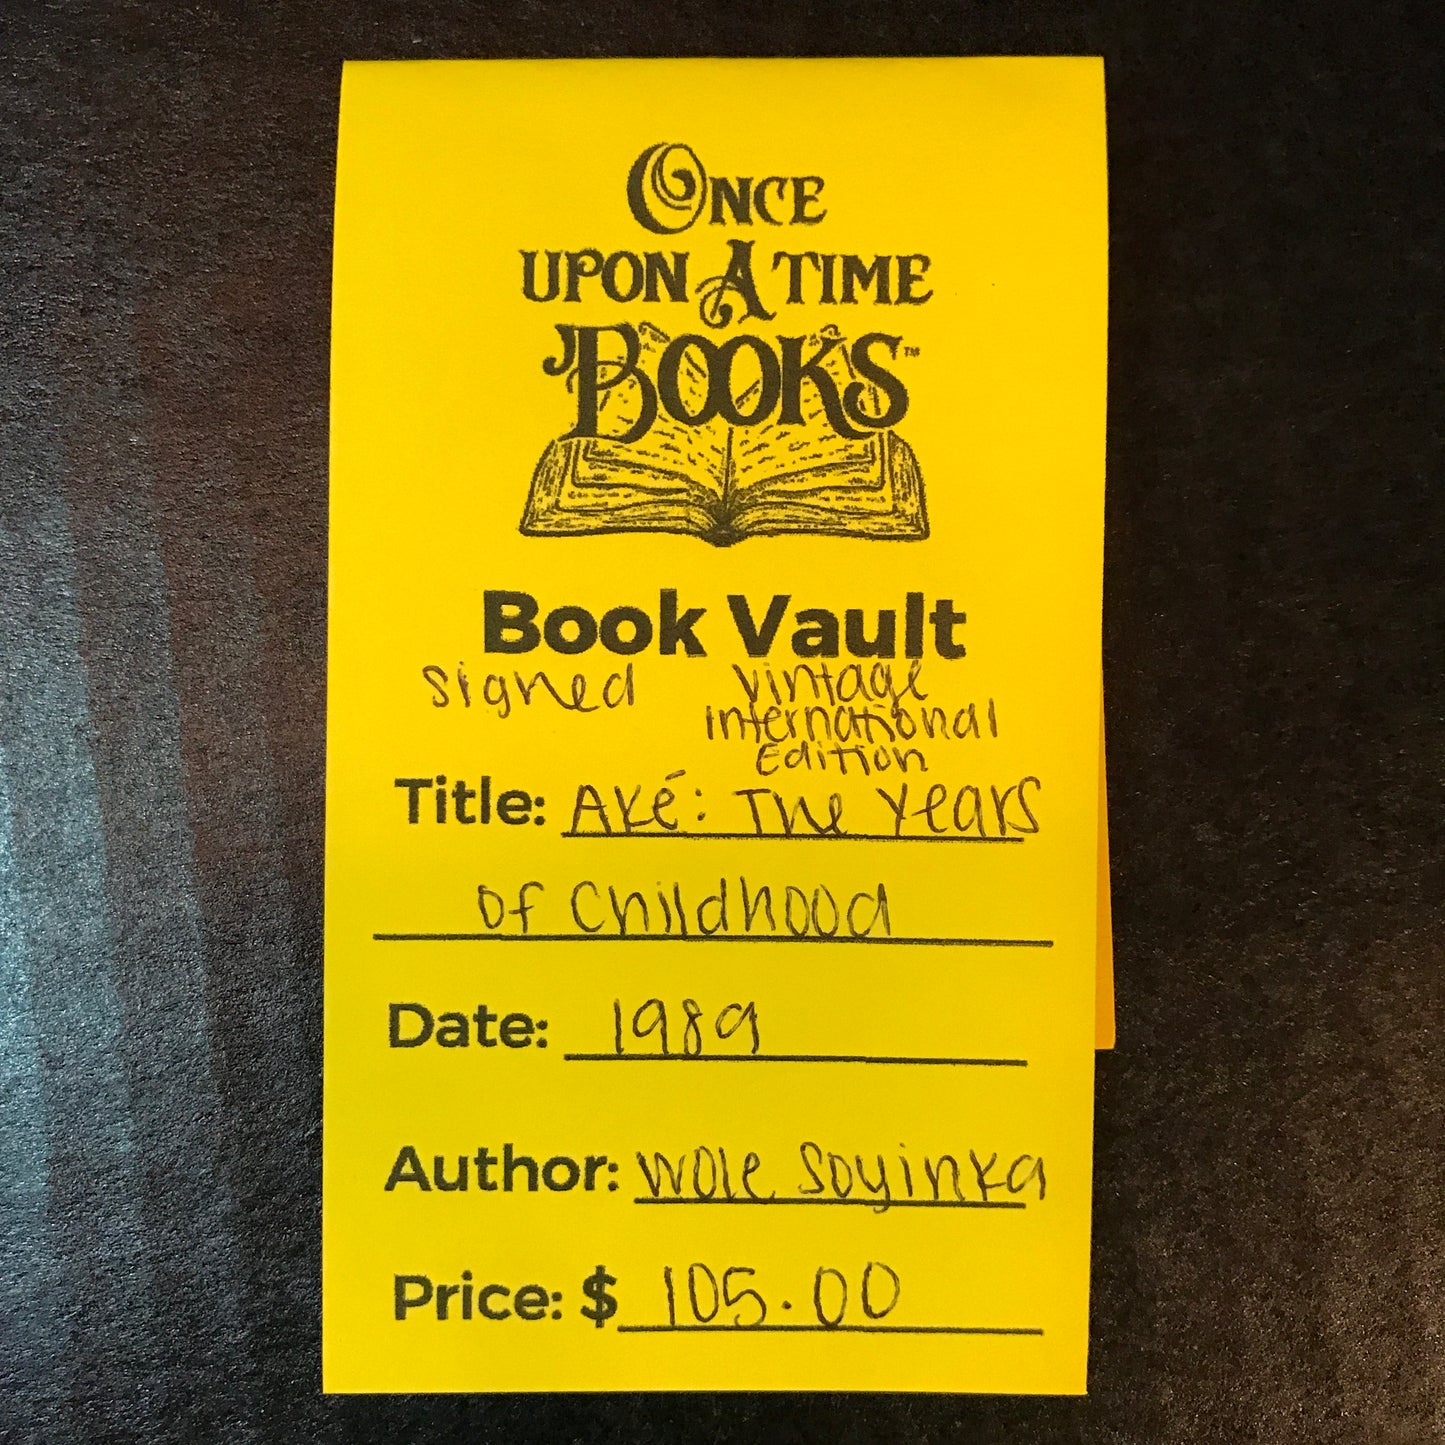 ONCE
UPON A TIME
BOOKS™
Book Vault
signed vintage
international
Edition
Title: Aké: The Years
of Childhood
Date: 1989
Author: Wole Soyinka
Price: $ 105.00